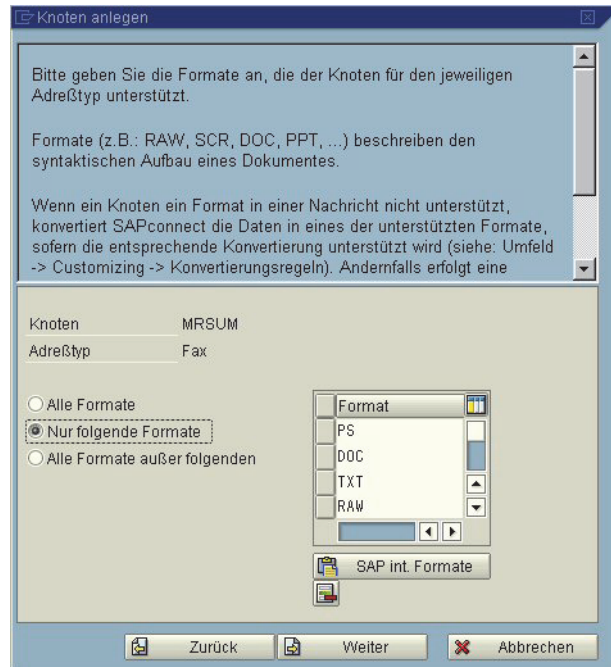 Knoten anlegen
Bitte geben Sie die Formate an, die der Knoten für den jeweiligen
Adreßtyp unterstützt.
Formate (z.B.: RAW, SCR, DOC, PPT, ...) beschreiben den
syntaktischen Aufbau eines Dokumentes.
Wenn ein Knoten ein Format in einer Nachricht nicht unterstützt,
konvertiert SAPconnect die Daten in eines der unterstützten Formate,
sofern die entsprechende Konvertierung unterstützt wird (siehe: Umfeld
-> Customizing -> Konvertierungsregeln). Andernfalls erfolgt eine
Knoten MRSUM
Adreßtyp Fax
Alle Formate
Nur folgende Formate
Alle Formate außer folgenden
Format
PS
DOC
TXT
RAW
SAP int. Formate
Zurück Weiter Abbrechen